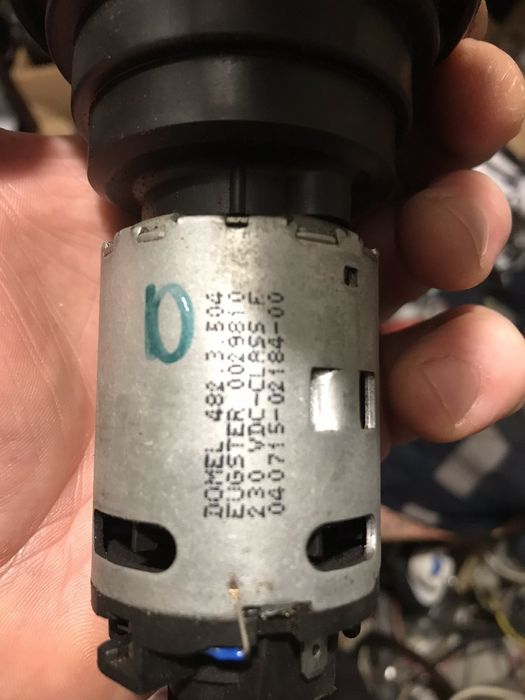 DOMEL 482.3.504
EUGSTER 0029810
230 VDC-CLASS F
040715-02184-00
D